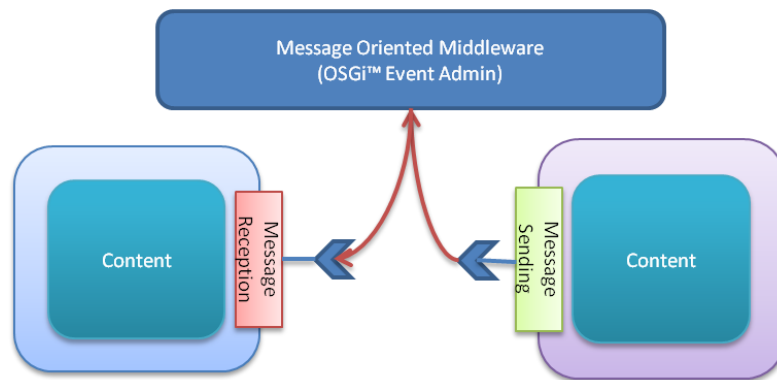 Message Oriented Middleware
(OSGi™ Event Admin)
Content
Message
Reception
Message
Sending
Content